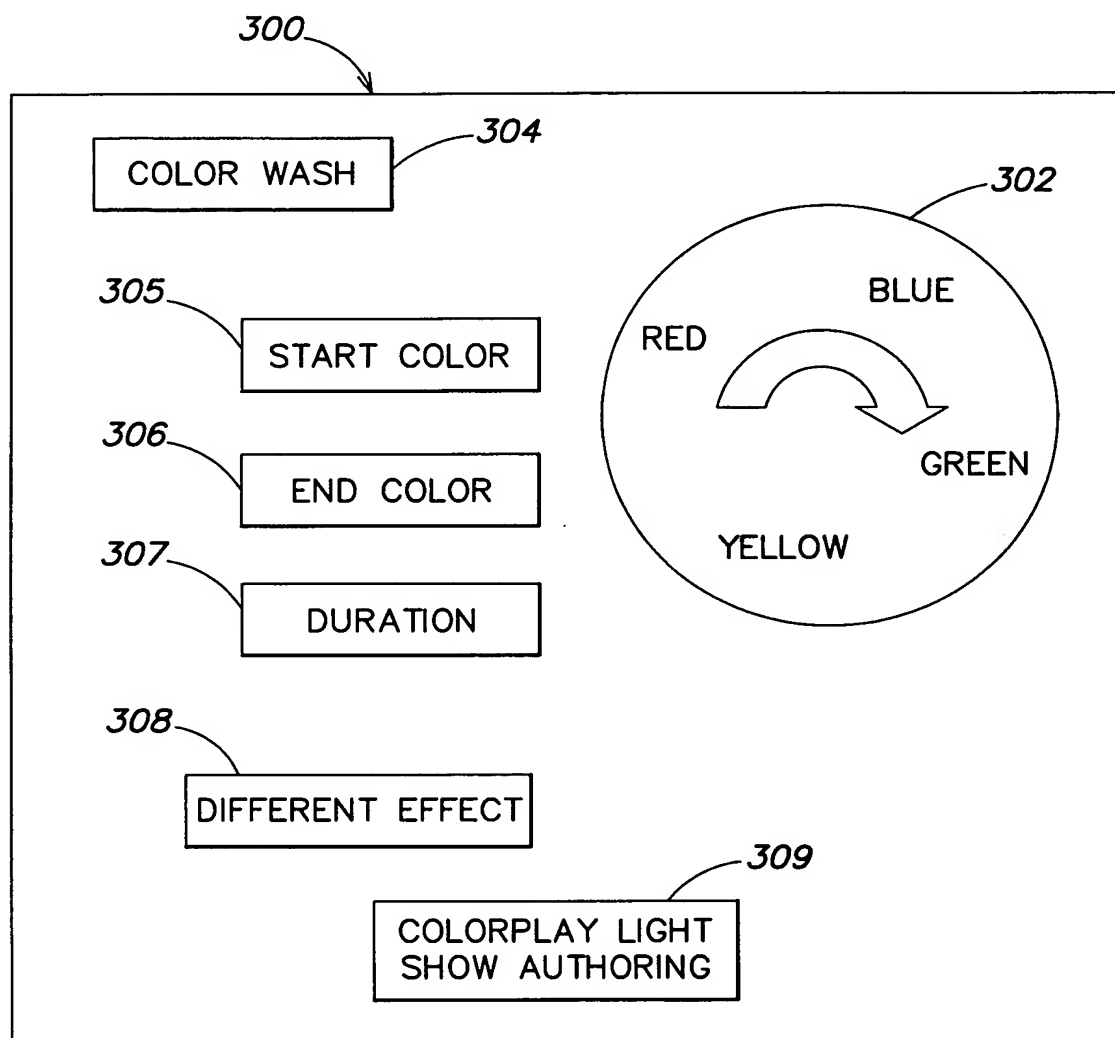 300
304
COLOR WASH
302
305
BLUE
START COLOR
RED
306
GREEN
END COLOR
YELLOW
307
DURATION
308
DIFFERENT EFFECT
309
COLORPLAY LIGHT
SHOW AUTHORING